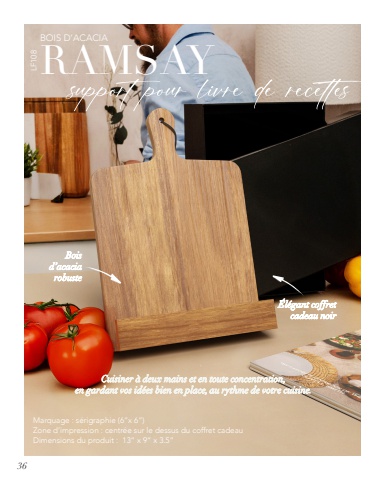 BOIS D'ACACIA
LF108
RAMSAY
support pour livre de recettes
Bois
d'acacia
robuste
Élégant coffret
cadeau noir
Cuisiner à deux mains et en toute concentration,
en gardant vos idées bien en place, au rythme de votre cuisine.
Marquage : sérigraphie (6"x 6")
Zone d'impression : centrée sur le dessus du coffret cadeau
Dimensions du produit : 13" x 9" x 3.5"
36